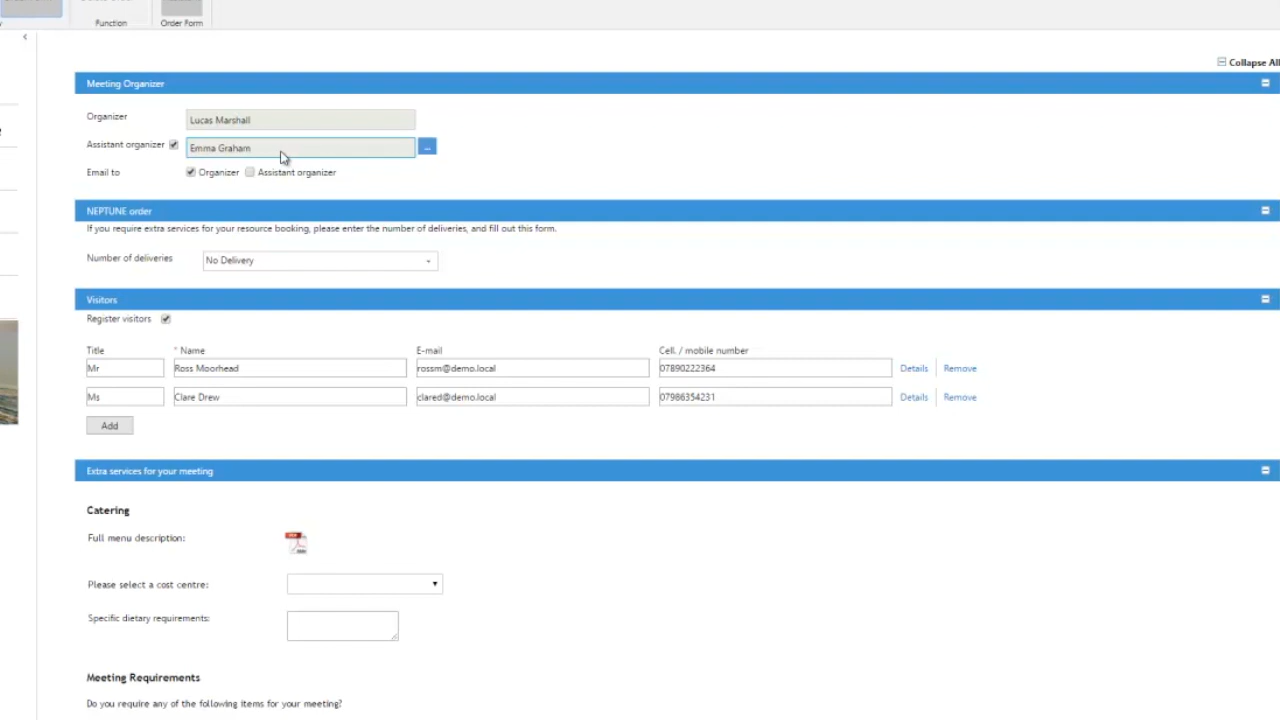 Function
Order Form
Collapse All
Meeting Organizer
Organizer
Lucas Marshall
Assistant organizer
Emma Graham
...
Email to
Organizer
Assistant organizer
NEPTUNE order
If you require extra services for your resource booking, please enter the number of deliveries, and fill out this form.
Number of deliveries
No Delivery
Visitors
Register visitors
Title * Name E-mail Cell. / mobile number
Mr Ross Moorhead rossm@demo.local 07890222364 Details Remove
Ms Clare Drew clared@demo.local 07986354231 Details Remove
Add
Extra services for your meeting
Catering
Full menu description:
Please select a cost centre:
Specific dietary requirements:
Meeting Requirements
Do you require any of the following items for your meeting?